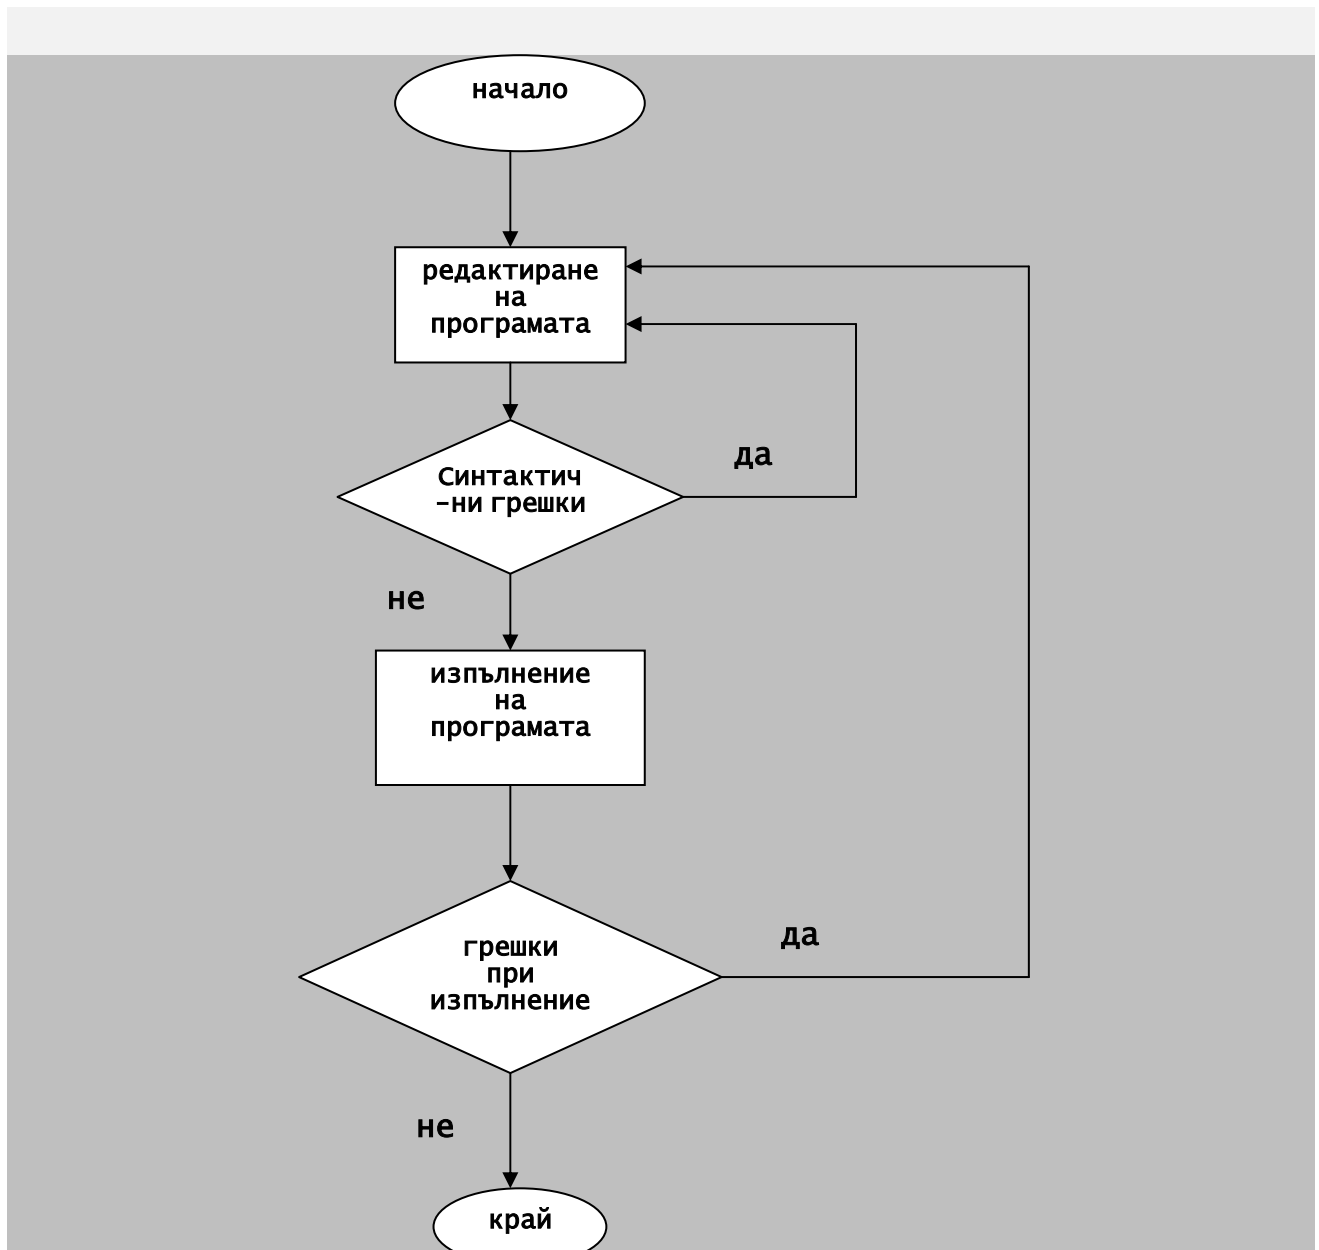 начало
редактиране
на
програмата
да
Синтактич
-ни грешки
не
изпълнение
на
програмата
да
грешки
при
изпълнение
не
край